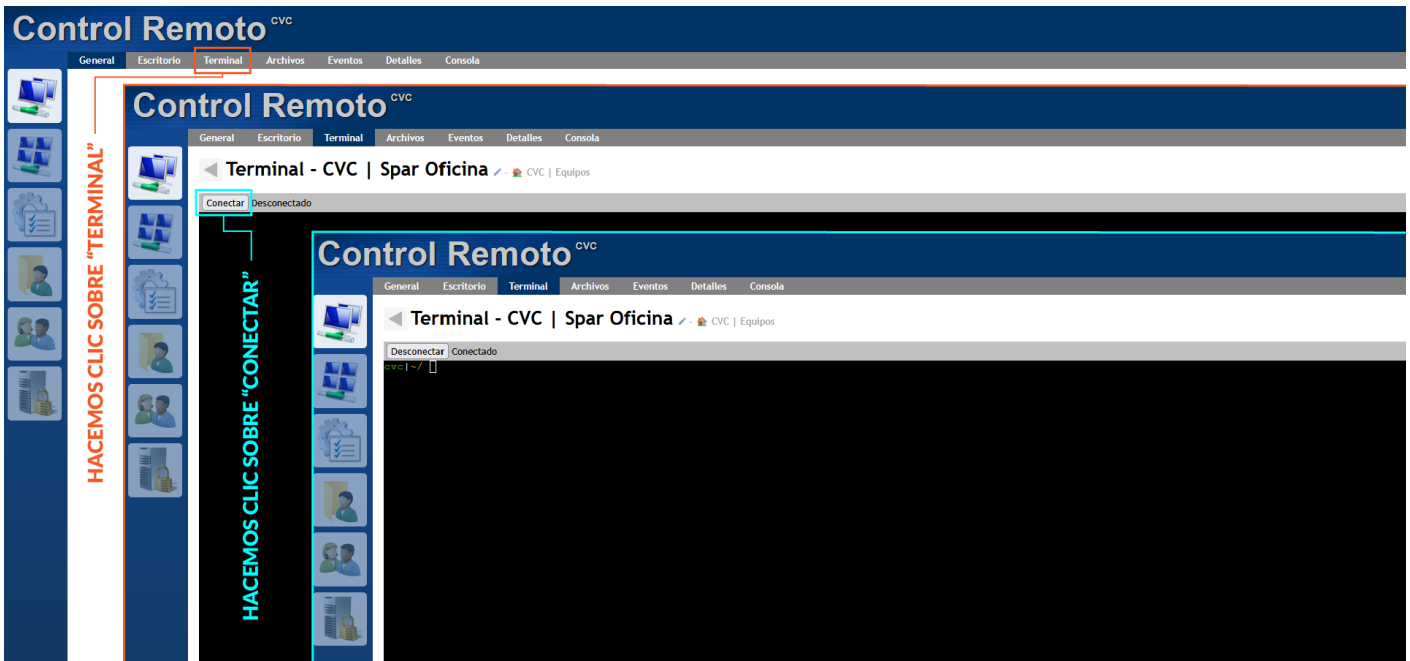 Control Remoto CVC
General Escritorio Terminal Archivos Eventos Detalles Consola
HACEMOS CLIC SOBRE “TERMINAL”
Control Remoto CVC
General Escritorio Terminal Archivos Eventos Detalles Consola
Terminal - CVC | Spar Oficina - CVC | Equipos
Conectar Desconectado
HACEMOS CLIC SOBRE “CONECTAR”
Control Remoto CVC
General Escritorio Terminal Archivos Eventos Detalles Consola
Terminal - CVC | Spar Oficina - CVC | Equipos
Desconectar Conectado
cvc|~/